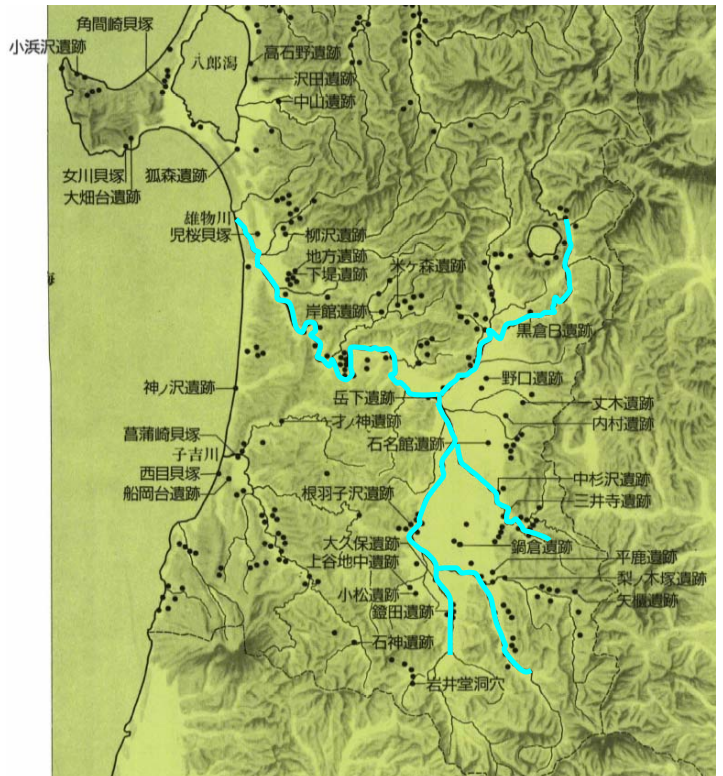 角間崎貝塚
小浜沢遺跡
八郎潟
高石野遺跡
沢田遺跡
中山遺跡
女川貝塚
狐森遺跡
大畑台遺跡
雄物川
児桜貝塚
柳沢遺跡
地方遺跡
米ヶ森遺跡
下堤遺跡
岸館遺跡
黒倉B遺跡
神ノ沢遺跡
野口遺跡
岳下遺跡
丈木遺跡
才ノ神遺跡
内村遺跡
菖蒲崎貝塚
石名館遺跡
子吉川
西目貝塚
中杉沢遺跡
船岡台遺跡
根羽子沢遺跡
三井寺遺跡
大久保遺跡
鍋倉遺跡
上谷地中遺跡
平鹿遺跡
梨ノ木塚遺跡
小松遺跡
矢櫃遺跡
鐙田遺跡
石神遺跡
岩井堂洞穴
海